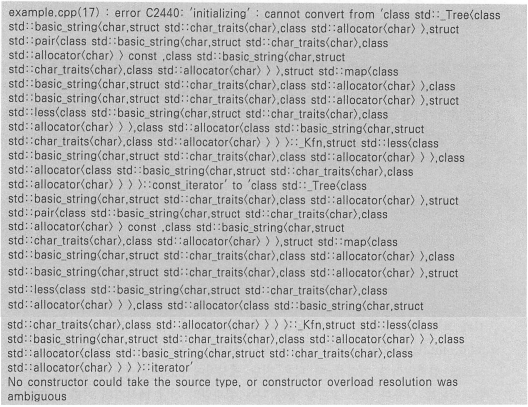 example.cpp(17) : error C2440: 'initializing' : cannot convert from 'class std::_Tree〈class
std::basic_string〈char,struct std::char_traits〈char〉,class std::allocator〈char〉 〉,struct
std::pair〈class std::basic_string〈char,struct std::char_traits〈char〉,class
std::allocator〈char〉 〉 const ,class std::basic_string〈char,struct
std::char_traits〈char〉,class std::allocator〈char〉 〉 〉,struct std::map〈class
std::basic_string〈char,struct std::char_traits〈char〉,class std::allocator〈char〉 〉,class
std::basic_string〈char,struct std::char_traits〈char〉,class std::allocator〈char〉 〉,struct
std::less〈class std::basic_string〈char,struct std::char_traits〈char〉,class
std::allocator〈char〉 〉 〉,class std::allocator〈class std::basic_string〈char,struct
std::char_traits〈char〉,class std::allocator〈char〉 〉 〉 〉::_Kfn,struct std::less〈class
std::basic_string〈char,struct std::char_traits〈char〉,class std::allocator〈char〉 〉 〉,class
std::allocator〈class std::basic_string〈char,struct std::char_traits〈char〉,class
std::allocator〈char〉 〉 〉 〉::const_iterator' to 'class std::_Tree〈class
std::basic_string〈char,struct std::char_traits〈char〉,class std::allocator〈char〉 〉,struct
std::pair〈class std::basic_string〈char,struct std::char_traits〈char〉,class
std::allocator〈char〉 〉 const ,class std::basic_string〈char,struct
std::char_traits〈char〉,class std::allocator〈char〉 〉 〉,struct std::map〈class
std::basic_string〈char,struct std::char_traits〈char〉,class std::allocator〈char〉 〉,class
std::basic_string〈char,struct std::char_traits〈char〉,class std::allocator〈char〉 〉,struct
std::less〈class std::basic_string〈char,struct std::char_traits〈char〉,class
std::allocator〈char〉 〉 〉,class std::allocator〈class std::basic_string〈char,struct
std::char_traits〈char〉,class std::allocator〈char〉 〉 〉 〉::_Kfn,struct std::less〈class
std::basic_string〈char,struct std::char_traits〈char〉,class std::allocator〈char〉 〉 〉,class
std::allocator〈class std::basic_string〈char,struct std::char_traits〈char〉,class
std::allocator〈char〉 〉 〉 〉::iterator'
No constructor could take the source type, or constructor overload resolution was
ambiguous